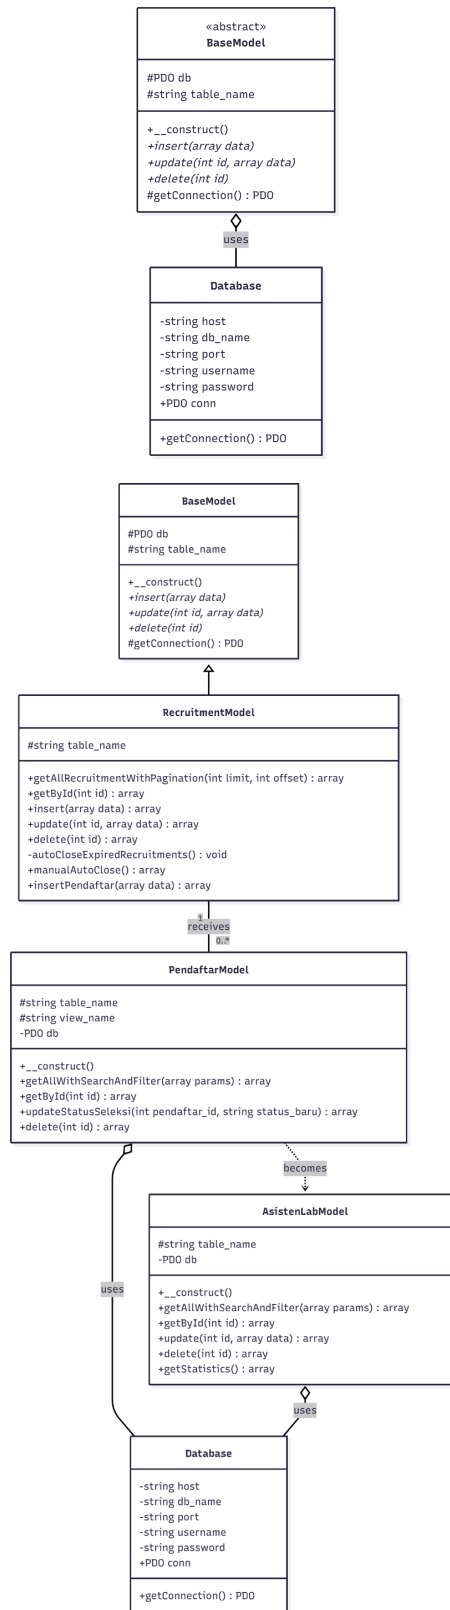 «abstract»
BaseModel
#PDO db
#string table_name
+__construct()
+insert(array data)
+update(int id, array data)
+delete(int id)
#getConnection() : PDO
uses
Database
-string host
-string db_name
-string port
-string username
-string password
+PDO conn
+getConnection() : PDO
BaseModel
#PDO db
#string table_name
+__construct()
+insert(array data)
+update(int id, array data)
+delete(int id)
#getConnection() : PDO
RecruitmentModel
#string table_name
+getAllRecruitmentWithPagination(int limit, int offset) : array
+getById(int id) : array
+insert(array data) : array
+update(int id, array data) : array
+delete(int id) : array
-autoCloseExpiredRecruitments() : void
+manualAutoClose() : array
+insertPendaftar(array data) : array
1
receives
0..*
PendaftarModel
#string table_name
#string view_name
-PDO db
+__construct()
+getAllWithSearchAndFilter(array params) : array
+getById(int id) : array
+updateStatusSeleksi(int pendaftar_id, string status_baru) : array
+delete(int id) : array
becomes
AsistenLabModel
#string table_name
-PDO db
+__construct()
+getAllWithSearchAndFilter(array params) : array
+getById(int id) : array
+update(int id, array data) : array
+delete(int id) : array
+getStatistics() : array
uses
uses
Database
-string host
-string db_name
-string port
-string username
-string password
+PDO conn
+getConnection() : PDO